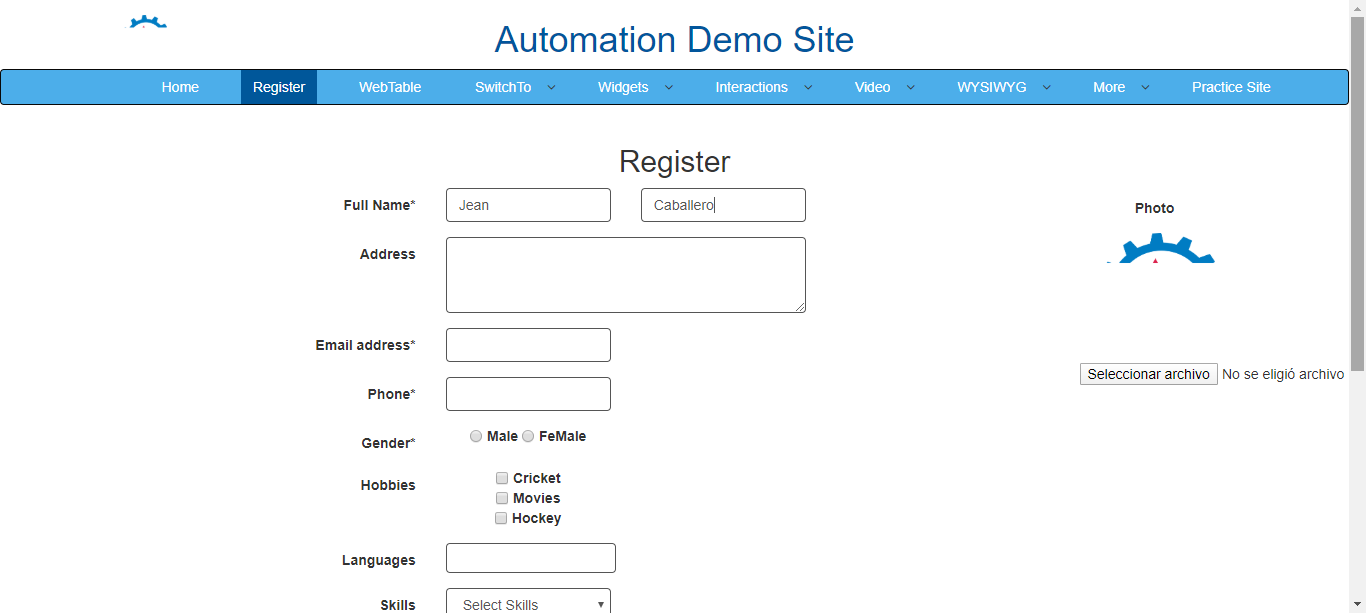 Automation Demo Site
Home Register WebTable SwitchTo Widgets Interactions Video WYSIWYG More Practice Site
Register
Full Name* Jean Caballero
Photo
Address
Email address*
Seleccionar archivo No se eligió archivo
Phone*
Gender* Male FeMale
Hobbies Cricket
Movies
Hockey
Languages
Skills Select Skills